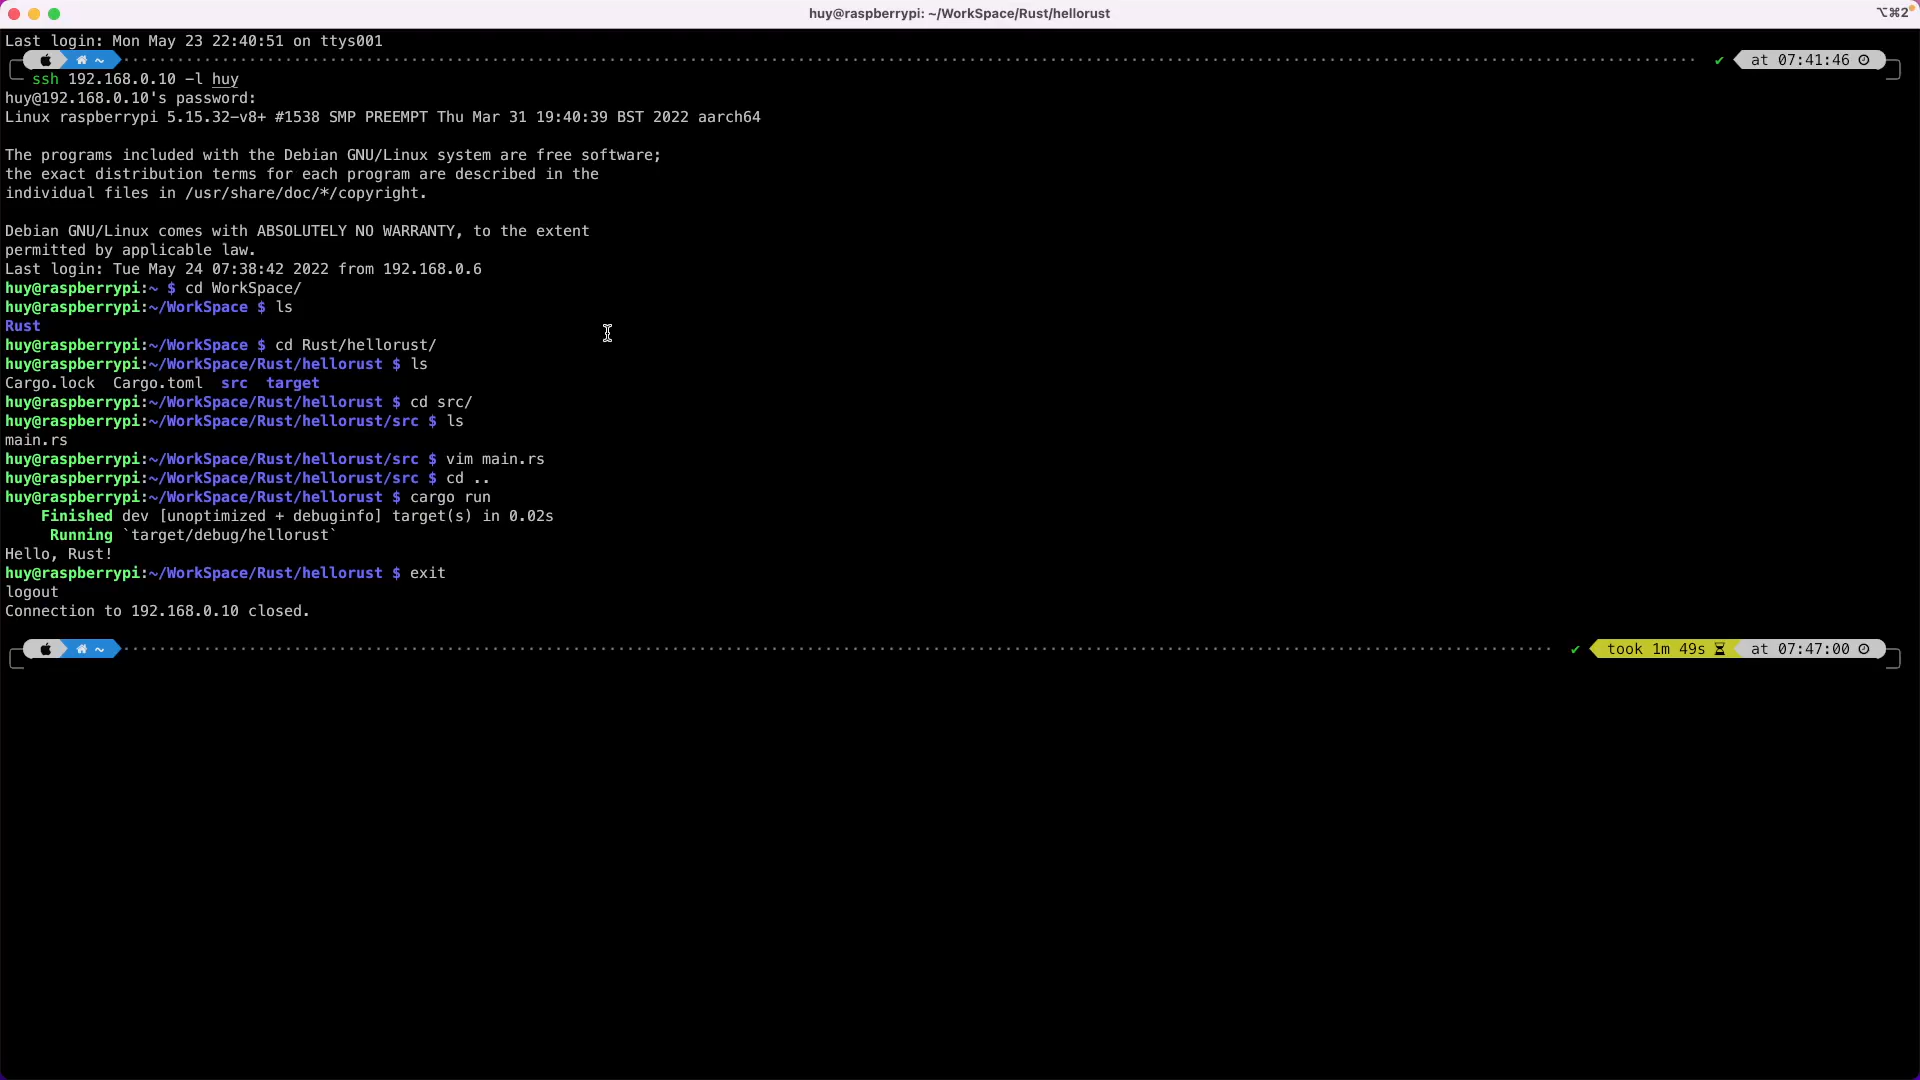 huy@raspberrypi: ~/WorkSpace/Rust/hellorust ⌥⌘2
Last login: Mon May 23 22:40:51 on ttys001
~ ✔ at 07:41:46
ssh 192.168.0.10 -l huy
huy@192.168.0.10's password:
Linux raspberrypi 5.15.32-v8+ #1538 SMP PREEMPT Thu Mar 31 19:40:39 BST 2022 aarch64
The programs included with the Debian GNU/Linux system are free software;
the exact distribution terms for each program are described in the
individual files in /usr/share/doc/*/copyright.
Debian GNU/Linux comes with ABSOLUTELY NO WARRANTY, to the extent
permitted by applicable law.
Last login: Tue May 24 07:38:42 2022 from 192.168.0.6
huy@raspberrypi:~ $ cd WorkSpace/
huy@raspberrypi:~/WorkSpace $ ls
Rust
huy@raspberrypi:~/WorkSpace $ cd Rust/hellorust/
huy@raspberrypi:~/WorkSpace/Rust/hellorust $ ls
Cargo.lock  Cargo.toml  src  target
huy@raspberrypi:~/WorkSpace/Rust/hellorust $ cd src/
huy@raspberrypi:~/WorkSpace/Rust/hellorust/src $ ls
main.rs
huy@raspberrypi:~/WorkSpace/Rust/hellorust/src $ vim main.rs
huy@raspberrypi:~/WorkSpace/Rust/hellorust/src $ cd ..
huy@raspberrypi:~/WorkSpace/Rust/hellorust $ cargo run
Finished dev [unoptimized + debuginfo] target(s) in 0.02s
Running `target/debug/hellorust`
Hello, Rust!
huy@raspberrypi:~/WorkSpace/Rust/hellorust $ exit
logout
Connection to 192.168.0.10 closed.
~ ✔ took 1m 49s at 07:47:00